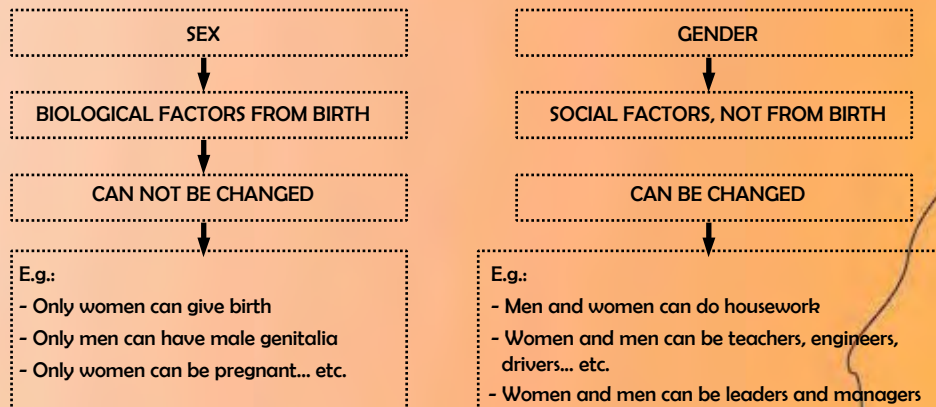 SEX
BIOLOGICAL FACTORS FROM BIRTH
CAN NOT BE CHANGED
E.g.:
- Only women can give birth
- Only men can have male genitalia
- Only women can be pregnant... etc.
GENDER
SOCIAL FACTORS, NOT FROM BIRTH
CAN BE CHANGED
E.g.:
- Men and women can do housework
- Women and men can be teachers, engineers,
drivers... etc.
- Women and men can be leaders and managers